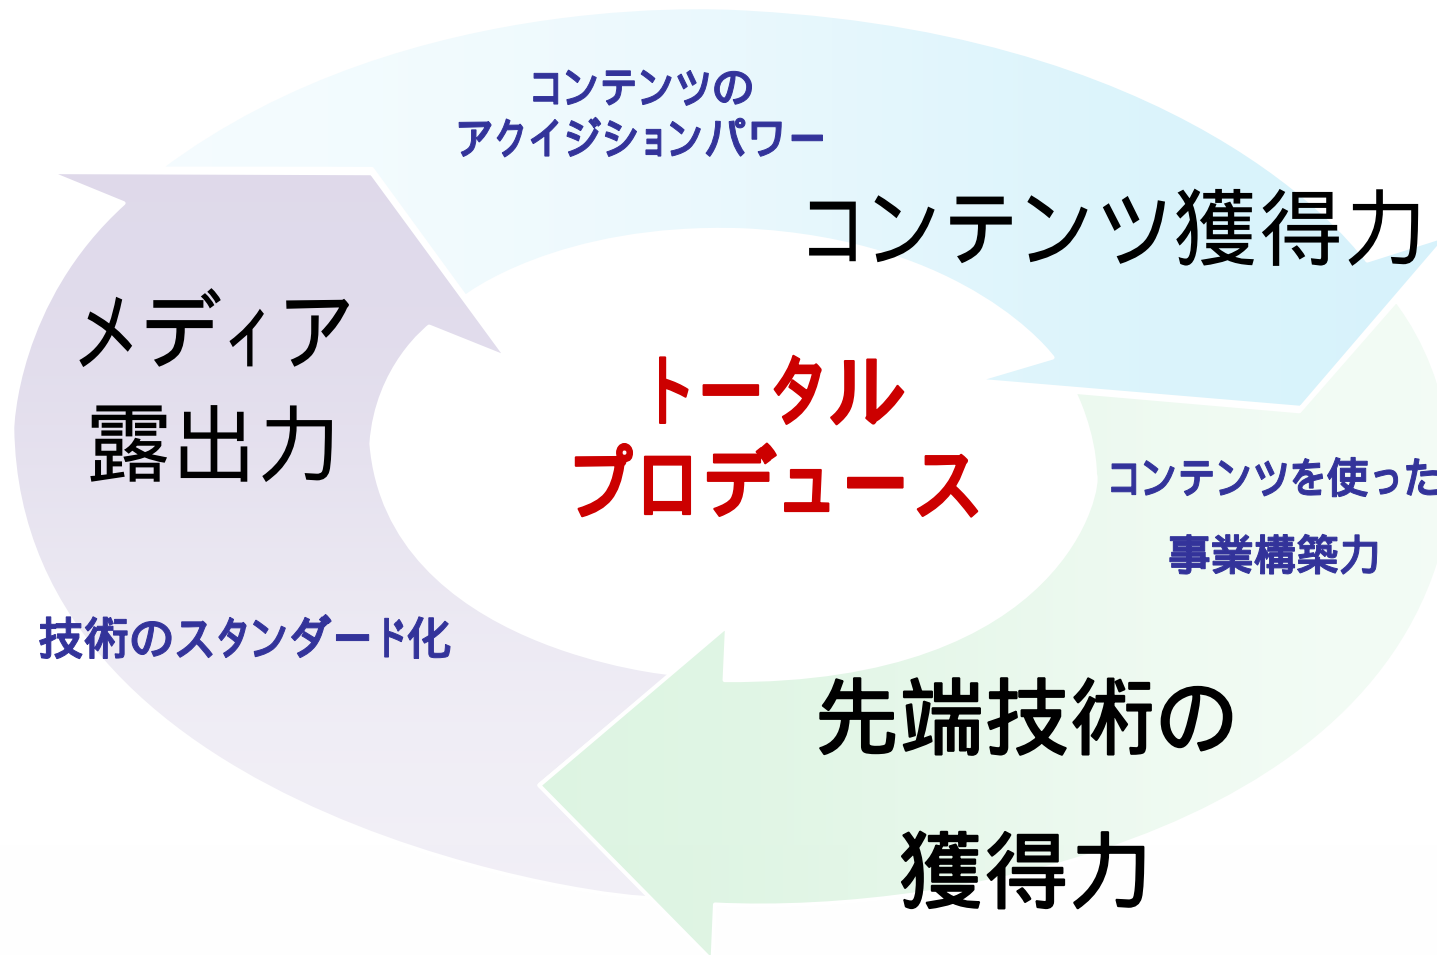 コンテンツの
アクイジションパワー
コンテンツ獲得力
メディア
露出力
トータル
プロデュース
コンテンツを使った
事業構築力
技術のスタンダード化
先端技術の
獲得力